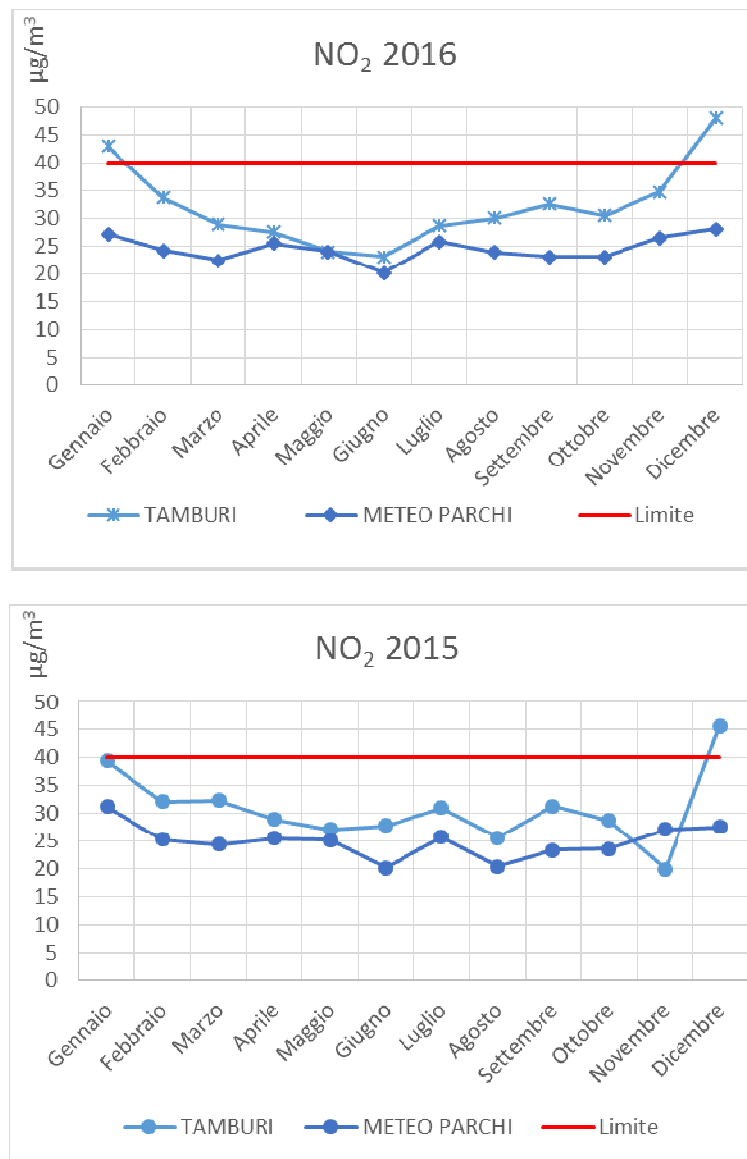 µg/m³
NO₂ 2016
50
45
40
35
30
25
20
15
10
5
0
Gennaio
Febbraio
Marzo
Aprile
Maggio
Giugno
Luglio
Agosto
Settembre
Ottobre
Novembre
Dicembre
TAMBURI METEO PARCHI Limite
µg/m³
NO₂ 2015
50
45
40
35
30
25
20
15
10
5
0
Gennaio
Febbraio
Marzo
Aprile
Maggio
Giugno
Luglio
Agosto
Settembre
Ottobre
Novembre
Dicembre
TAMBURI METEO PARCHI Limite